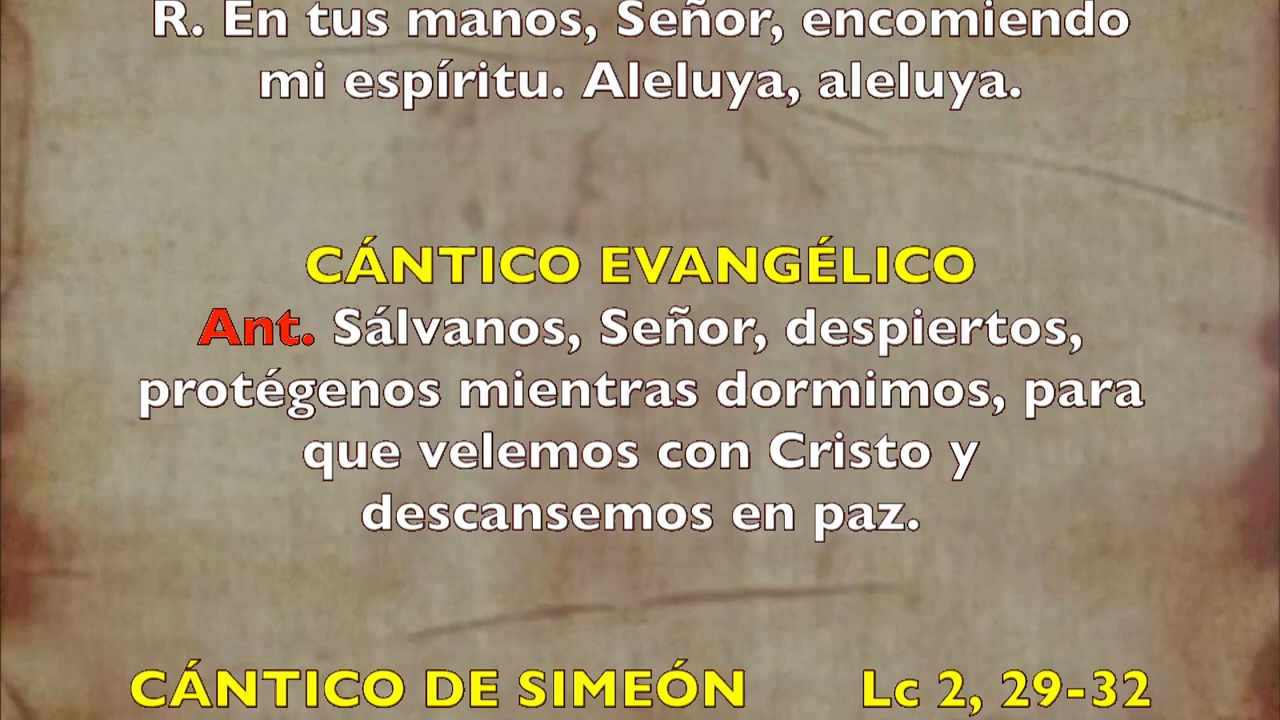 R. En tus manos, Señor, encomiendo
mi espíritu. Aleluya, aleluya.
CÁNTICO EVANGÉLICO
Ant. Sálvanos, Señor, despiertos,
protégenos mientras dormimos, para
que velemos con Cristo y
descansemos en paz.
CÁNTICO DE SIMEÓN Lc 2, 29-32